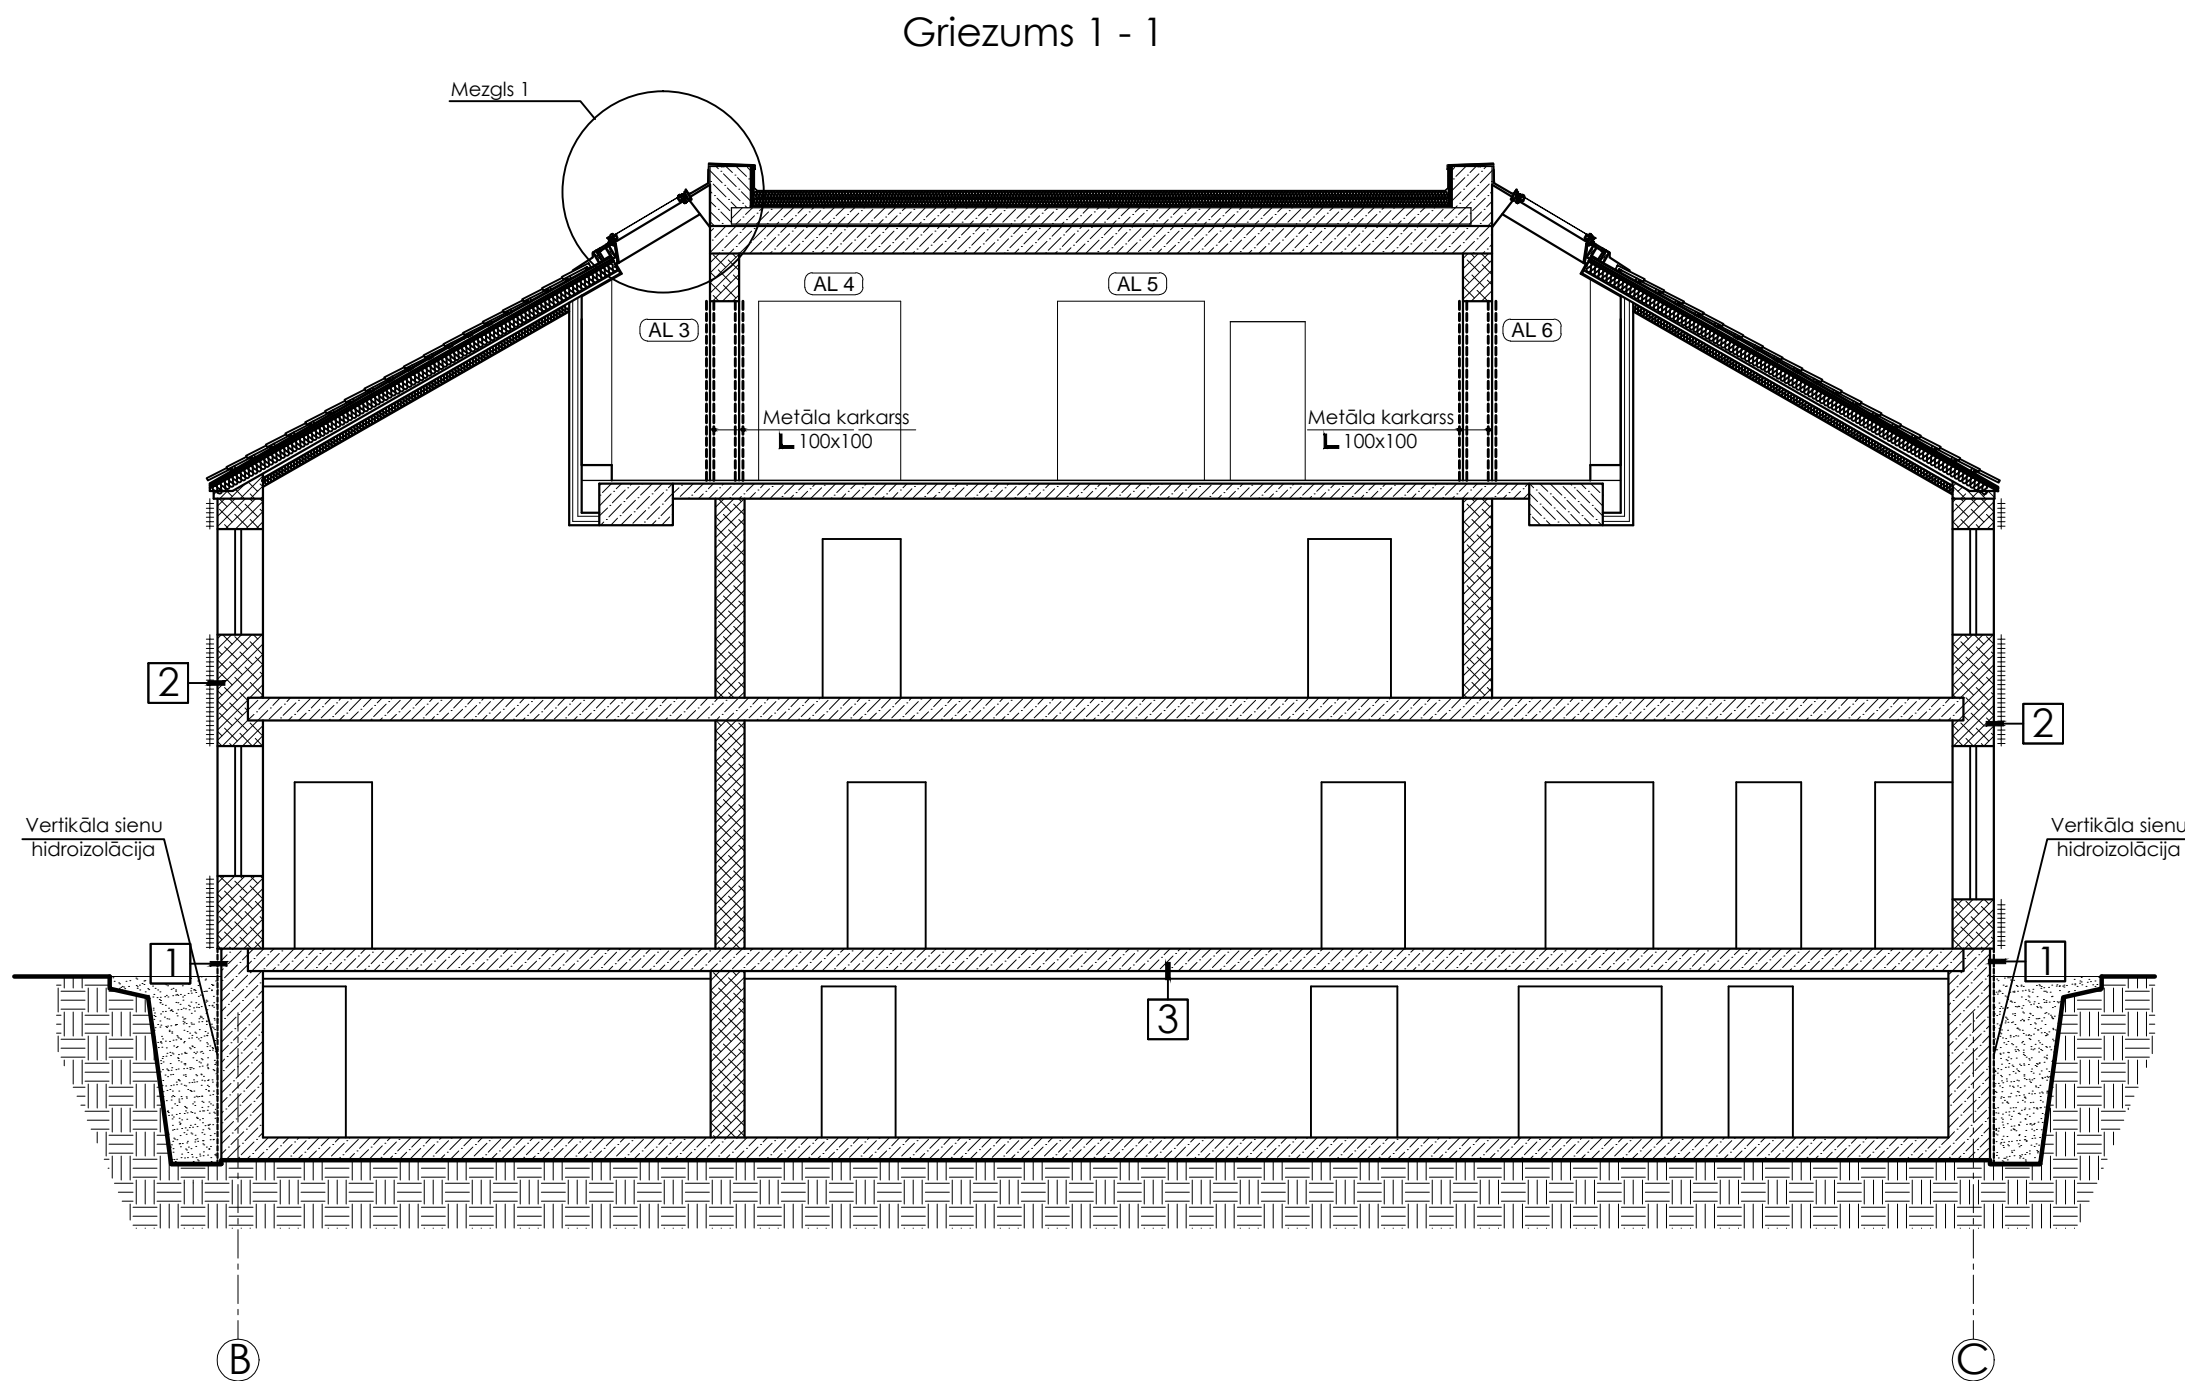 Griezums 1 - 1
Mezgls 1
AL 4
AL 5
AL 3
AL 6
Metāla karkarss
100x100
Metāla karkarss
100x100
2
2
Vertikāla sienu
hidroizolācija
Vertikāla sienu
hidroizolācija
1
1
3
B
C